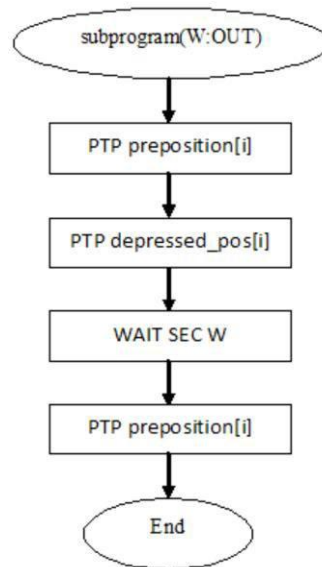 subprogram(W:OUT)
PTP preposition[i]
PTP depressed_pos[i]
WAIT SEC W
PTP preposition[i]
End